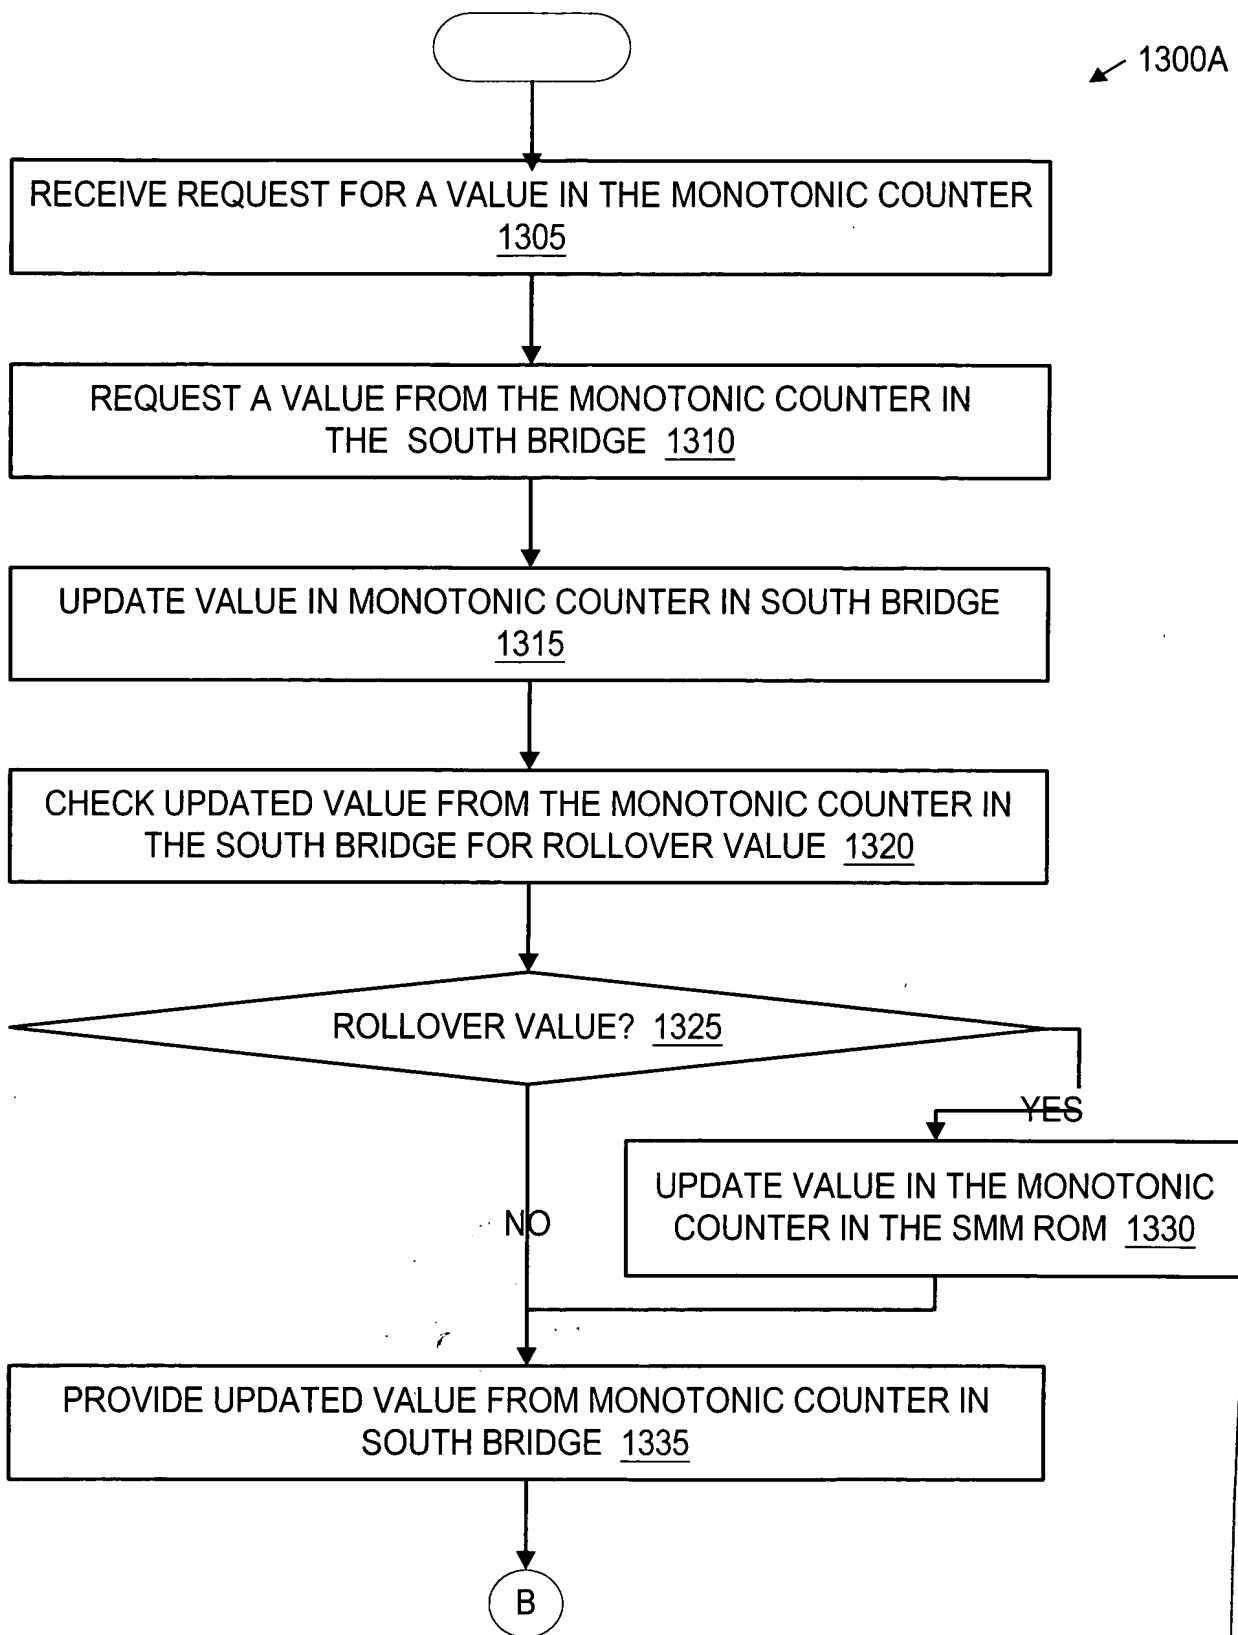 1300A
RECEIVE REQUEST FOR A VALUE IN THE MONOTONIC COUNTER
1305
REQUEST A VALUE FROM THE MONOTONIC COUNTER IN
THE SOUTH BRIDGE 1310
UPDATE VALUE IN MONOTONIC COUNTER IN SOUTH BRIDGE
1315
CHECK UPDATED VALUE FROM THE MONOTONIC COUNTER IN
THE SOUTH BRIDGE FOR ROLLOVER VALUE 1320
ROLLOVER VALUE? 1325
YES
UPDATE VALUE IN THE MONOTONIC
COUNTER IN THE SMM ROM 1330
NO
PROVIDE UPDATED VALUE FROM MONOTONIC COUNTER IN
SOUTH BRIDGE 1335
B